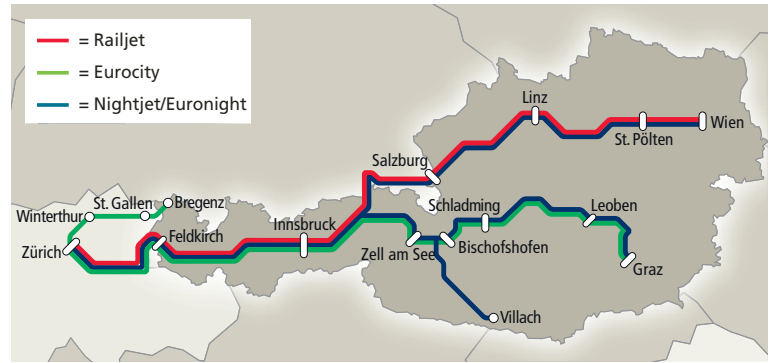 = Railjet
= Eurocity
= Nightjet/Euronight
Linz
Wien
St. Pölten
Salzburg
St. Gallen
Bregenz
Schladming
Leoben
Winterthur
Innsbruck
Feldkirch
Zürich
Zell am See
Bischofshofen
Graz
Villach